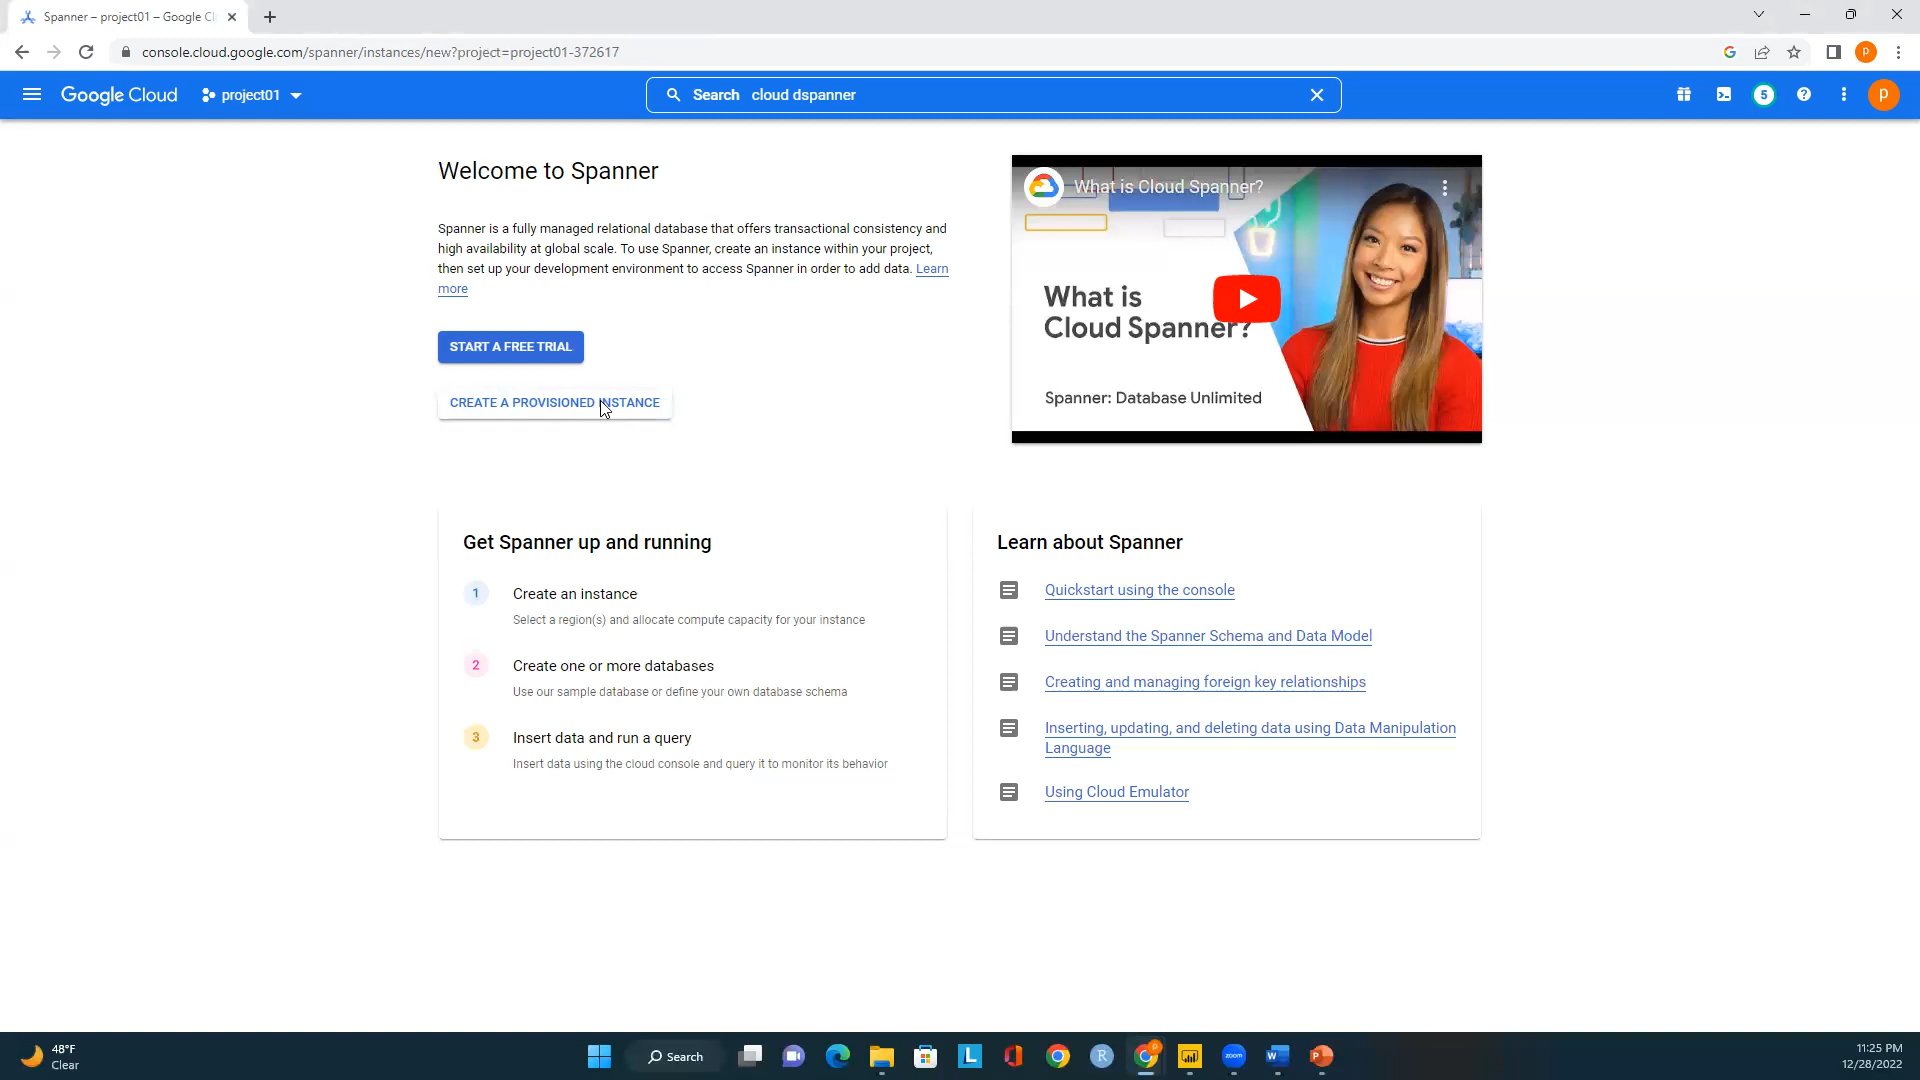 Spanner – project01 – Google Cl
console.cloud.google.com/spanner/instances/new?project=project01-372617
P
Google Cloud
project01
Search cloud dspanner
5
P
Welcome to Spanner
Spanner is a fully managed relational database that offers transactional consistency and
high availability at global scale. To use Spanner, create an instance within your project,
then set up your development environment to access Spanner in order to add data. Learn
more
START A FREE TRIAL
CREATE A PROVISIONED INSTANCE
What is Cloud Spanner?
What is
Cloud Spanner?
Spanner: Database Unlimited
Get Spanner up and running
1
Create an instance
Select a region(s) and allocate compute capacity for your instance
2
Create one or more databases
Use our sample database or define your own database schema
3
Insert data and run a query
Insert data using the cloud console and query it to monitor its behavior
Learn about Spanner
Quickstart using the console
Understand the Spanner Schema and Data Model
Creating and managing foreign key relationships
Inserting, updating, and deleting data using Data Manipulation
Language
Using Cloud Emulator
48°F
Clear
Search
L
R
P
zoom
W
P
11:25 PM
12/28/2022